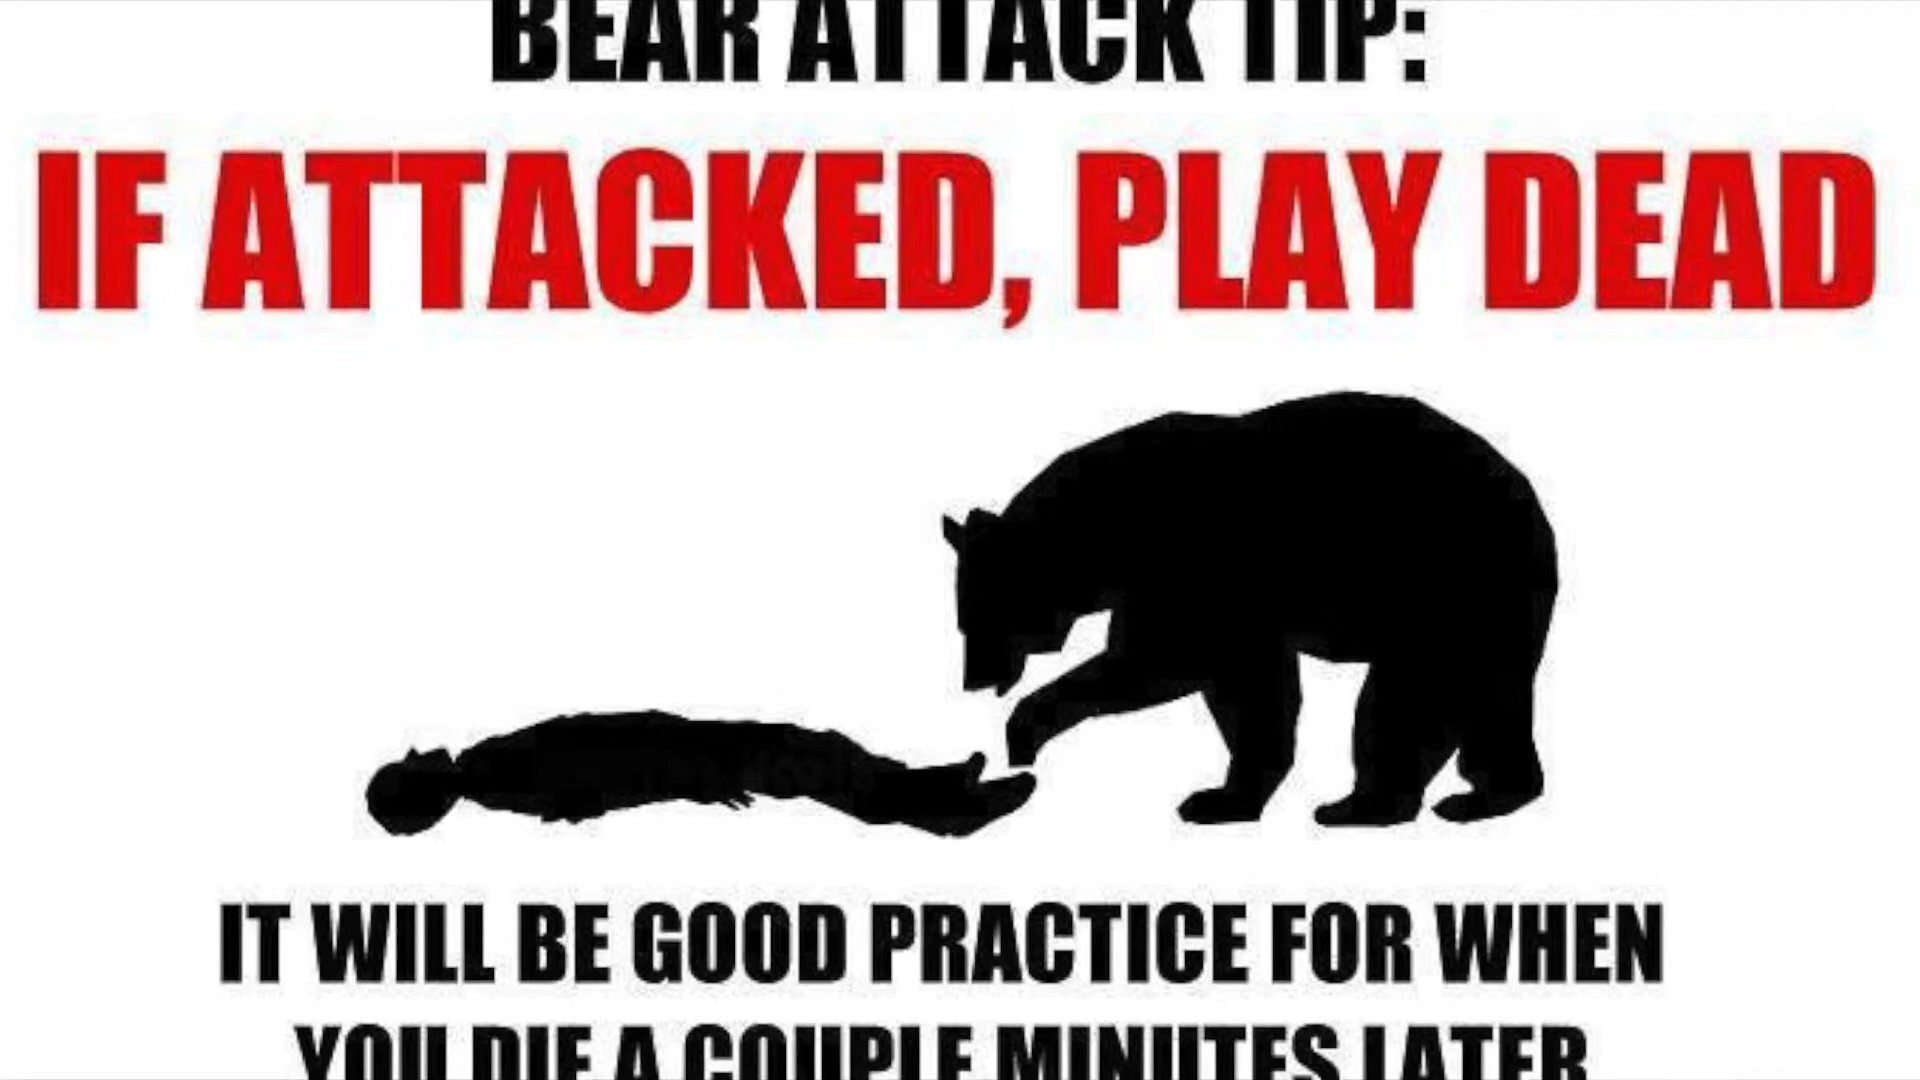 BEAR ATTACK TIP:
IF ATTACKED, PLAY DEAD
IT WILL BE GOOD PRACTICE FOR WHEN
YOU DIE A COUPLE MINUTES LATER